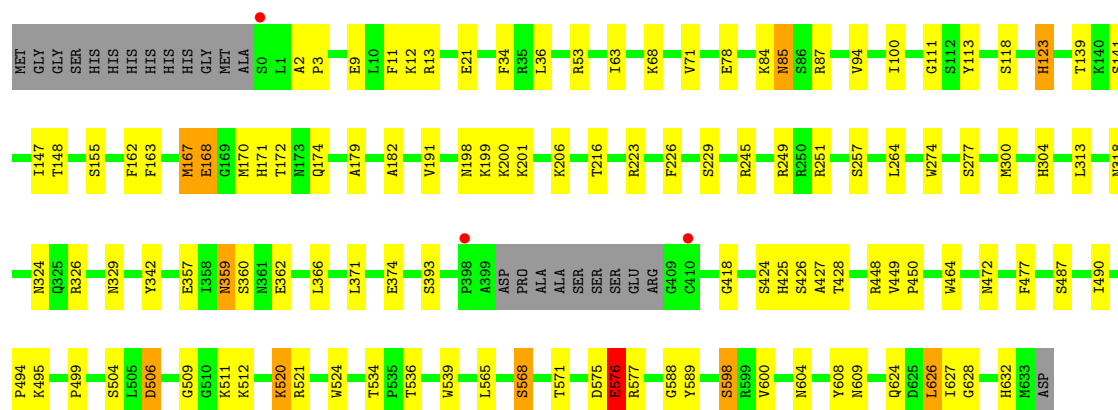 MET GLY GLY SER HIS HIS HIS HIS HIS HIS GLY MET ALA S0 L1 A2 P3 E9 L10 F11 K12 R13 E21 F34 R35 L36 R53 I63 K68 V71 E78 K84 N85 S86 R87 V94 I100 G111 S112 Y113 S118 H123 T139 K140 S141
I147 T148 S155 F162 F163 M167 E168 G169 M170 H171 T172 N173 Q174 A179 A182 V191 N198 K199 K200 K201 K206 T216 R223 F226 S229 R245 R249 R250 R251 S257 L264 W274 S277 M300 H304 L313 N318
N324 Q325 R326 N329 Y342 E357 I358 N359 S360 N361 E362 L366 L371 E374 S393 P398 A399 ASP PRO ALA ALA SER SER SER GLU ARG G409 C410 G418 S424 H425 S426 A427 T428 R448 V449 P450 W464 N472 F477 S487 I490
P494 K495 P499 S504 L505 D506 G509 G510 K511 K512 K520 R521 W524 T534 P535 T536 W539 L565 S568 T571 D575 E576 R577 G588 Y589 S598 R599 V600 N604 Y608 N609 Q624 D625 L626 I627 G628 H632 M633 ASP